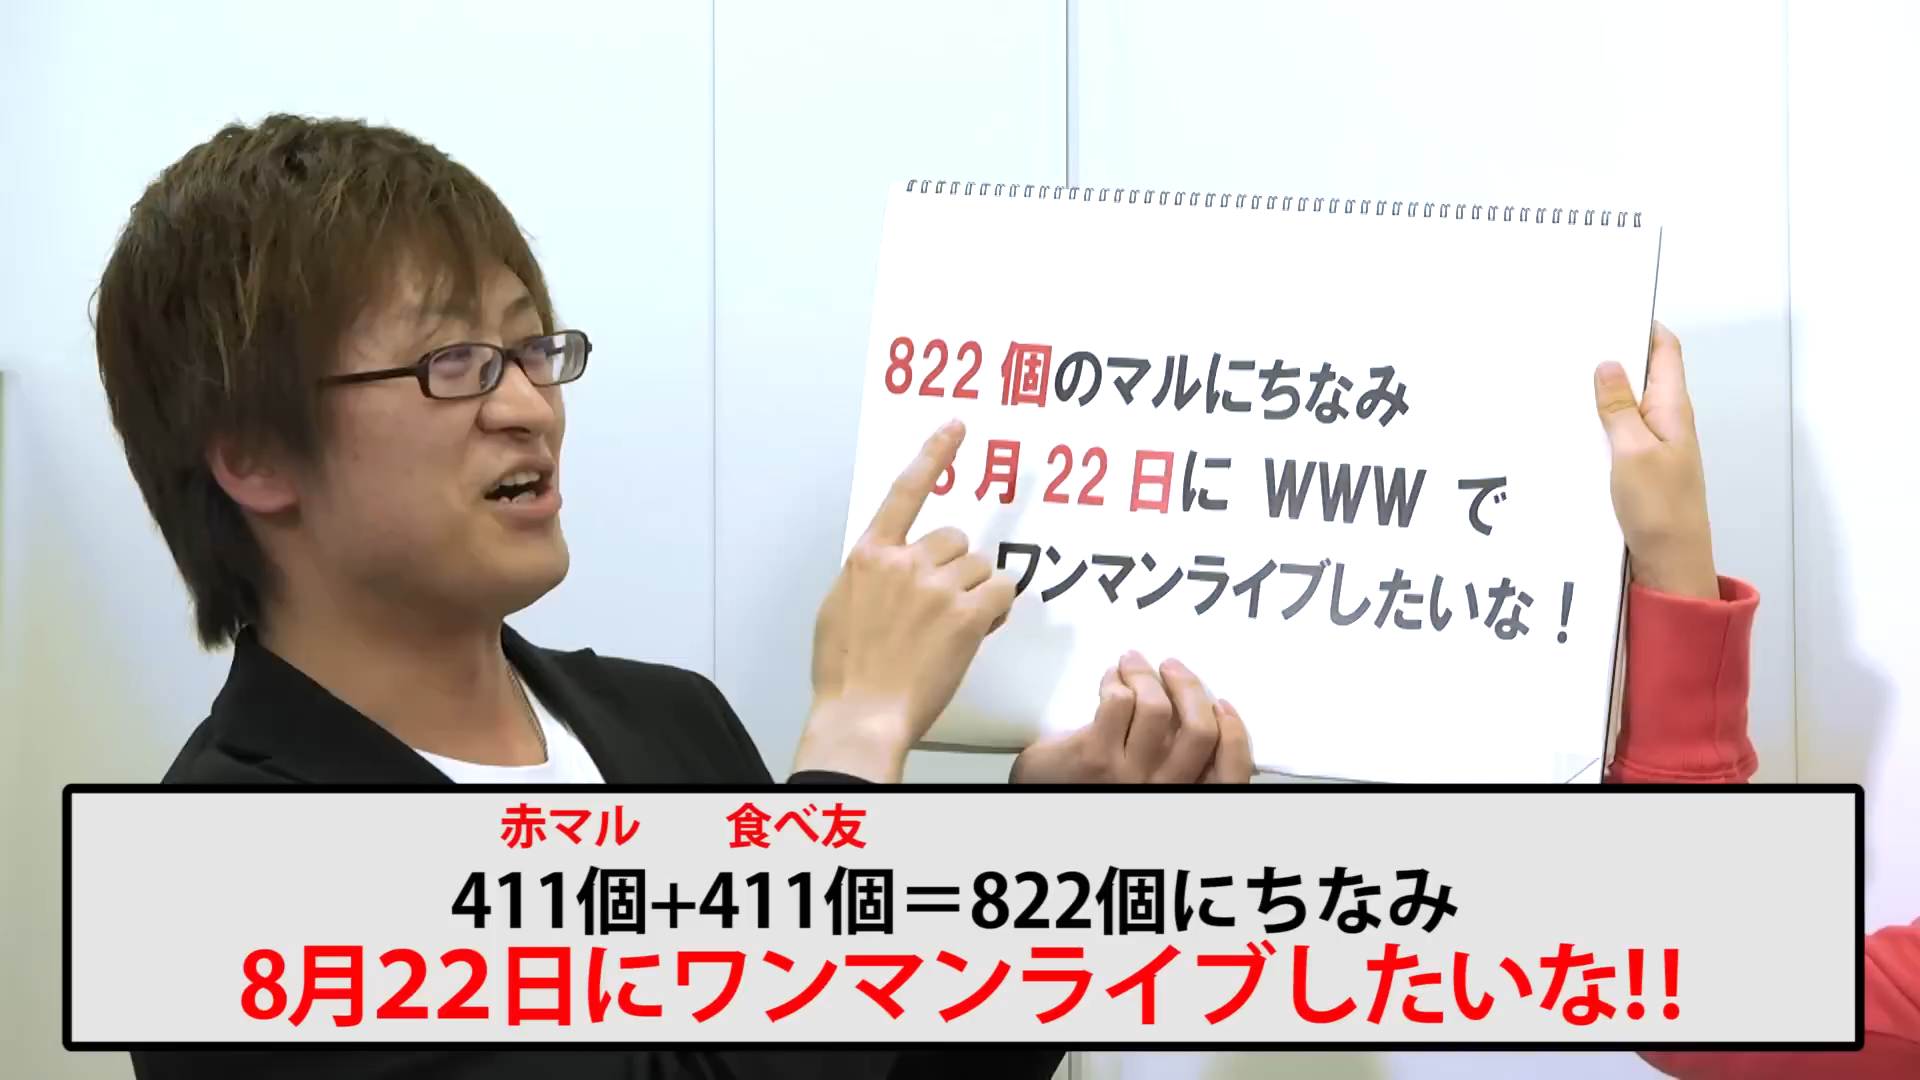 822個のマルにちなみ
8月22日に WWW で
ワンマンライブしたいな!
赤マル 食べ友
411個+411個=822個にちなみ
8月22日にワンマンライブしたいな!!